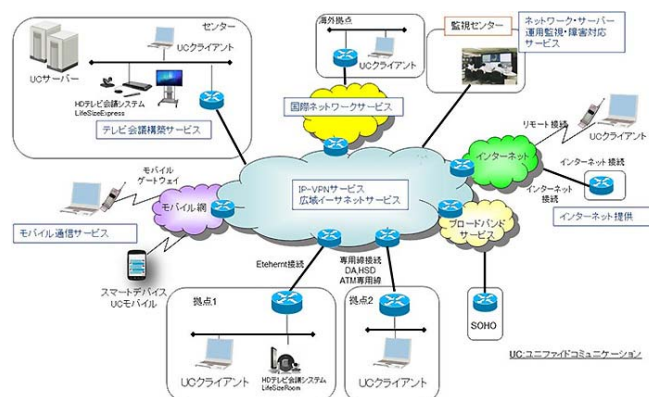 センター
UCクライアント
UCサーバー
HDテレビ会議システム
LifeSizeExpress
テレビ会議構築サービス
海外拠点
UCクライアント
国際ネットワークサービス
監視センター
ネットワーク・サーバー
運用監視・障害対応
サービス
リモート接続
UCクライアント
インターネット
インターネット 接続
インターネット
接続
インターネット提供
IP-VPNサービス
広域イーサネットサービス
モバイル
ゲートウェイ
モバイル網
モバイル通信サービス
スマートデバイス
UCモバイル
ブロードバンド
サービス
SOHO
Etehernt接続
専用線接続
DA,HSD
ATM専用線
拠点1
UCクライアント
HDテレビ会議システム
LifeSizeRoom
拠点2
UCクライアント
UC:ユニファイドコミュニケーション